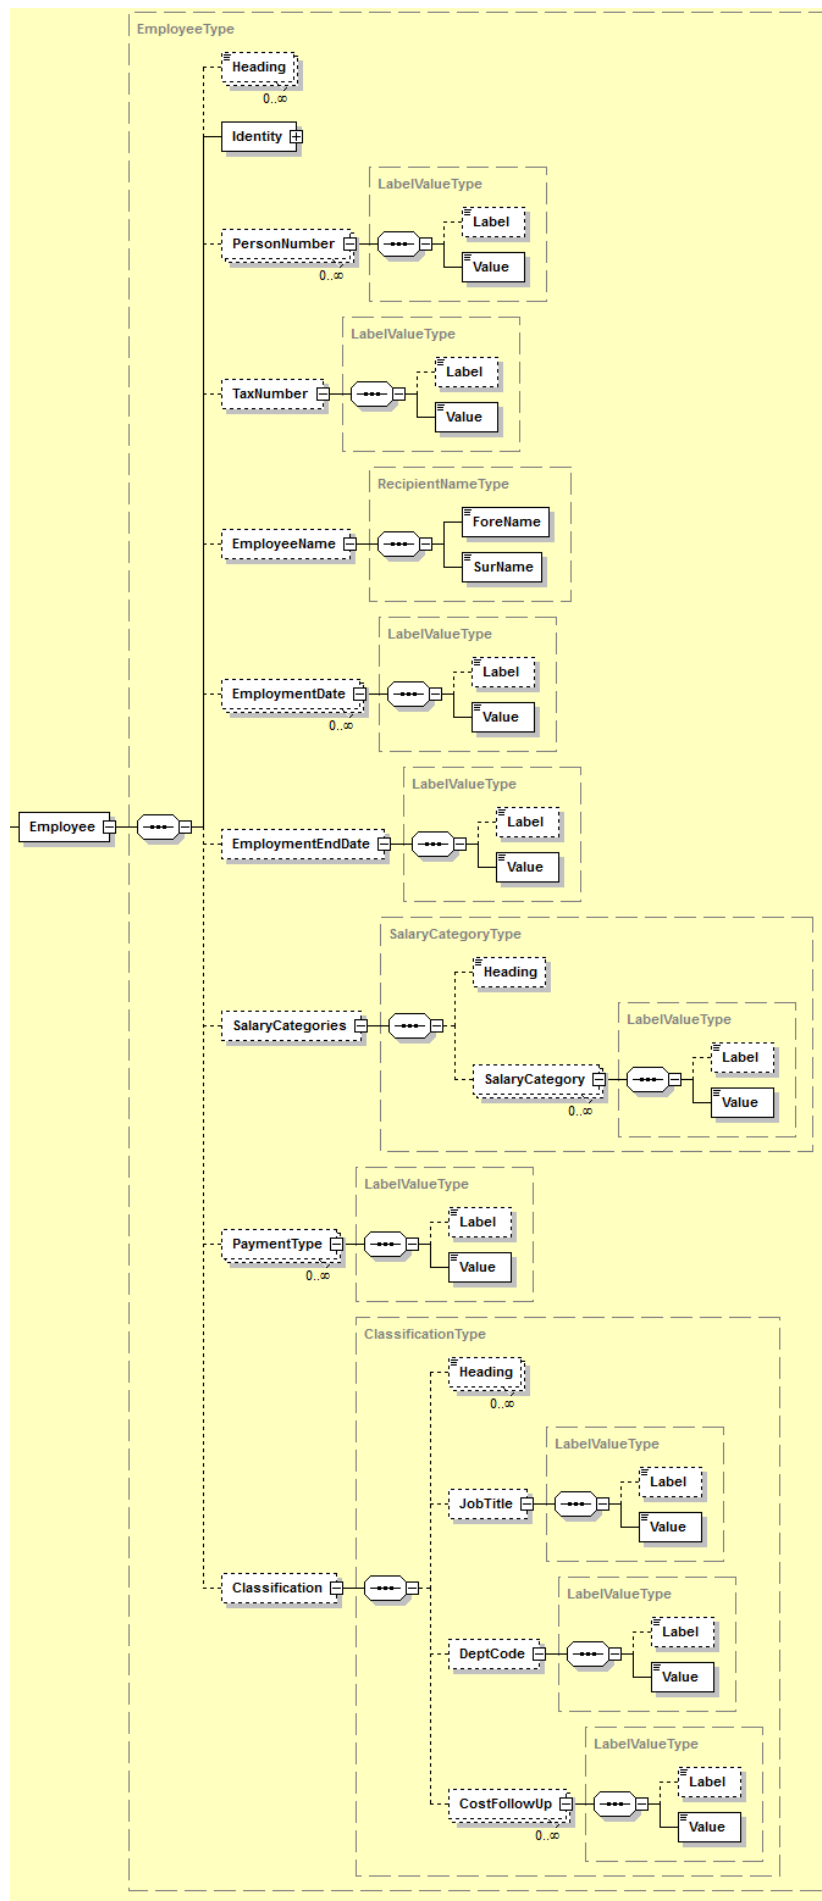 EmployeeType
Heading
0..∞
Identity
LabelValueType
Label
PersonNumber
Value
0..∞
LabelValueType
Label
TaxNumber
Value
RecipientNameType
ForeName
EmployeeName
SurName
LabelValueType
Label
EmploymentDate
Value
0..∞
LabelValueType
Label
Employee
EmploymentEndDate
Value
SalaryCategoryType
Heading
LabelValueType
SalaryCategories
Label
SalaryCategory
Value
0..∞
LabelValueType
Label
PaymentType
Value
0..∞
ClassificationType
Heading
0..∞
LabelValueType
Label
JobTitle
Value
Classification
LabelValueType
Label
DeptCode
Value
LabelValueType
Label
CostFollowUp
Value
0..∞